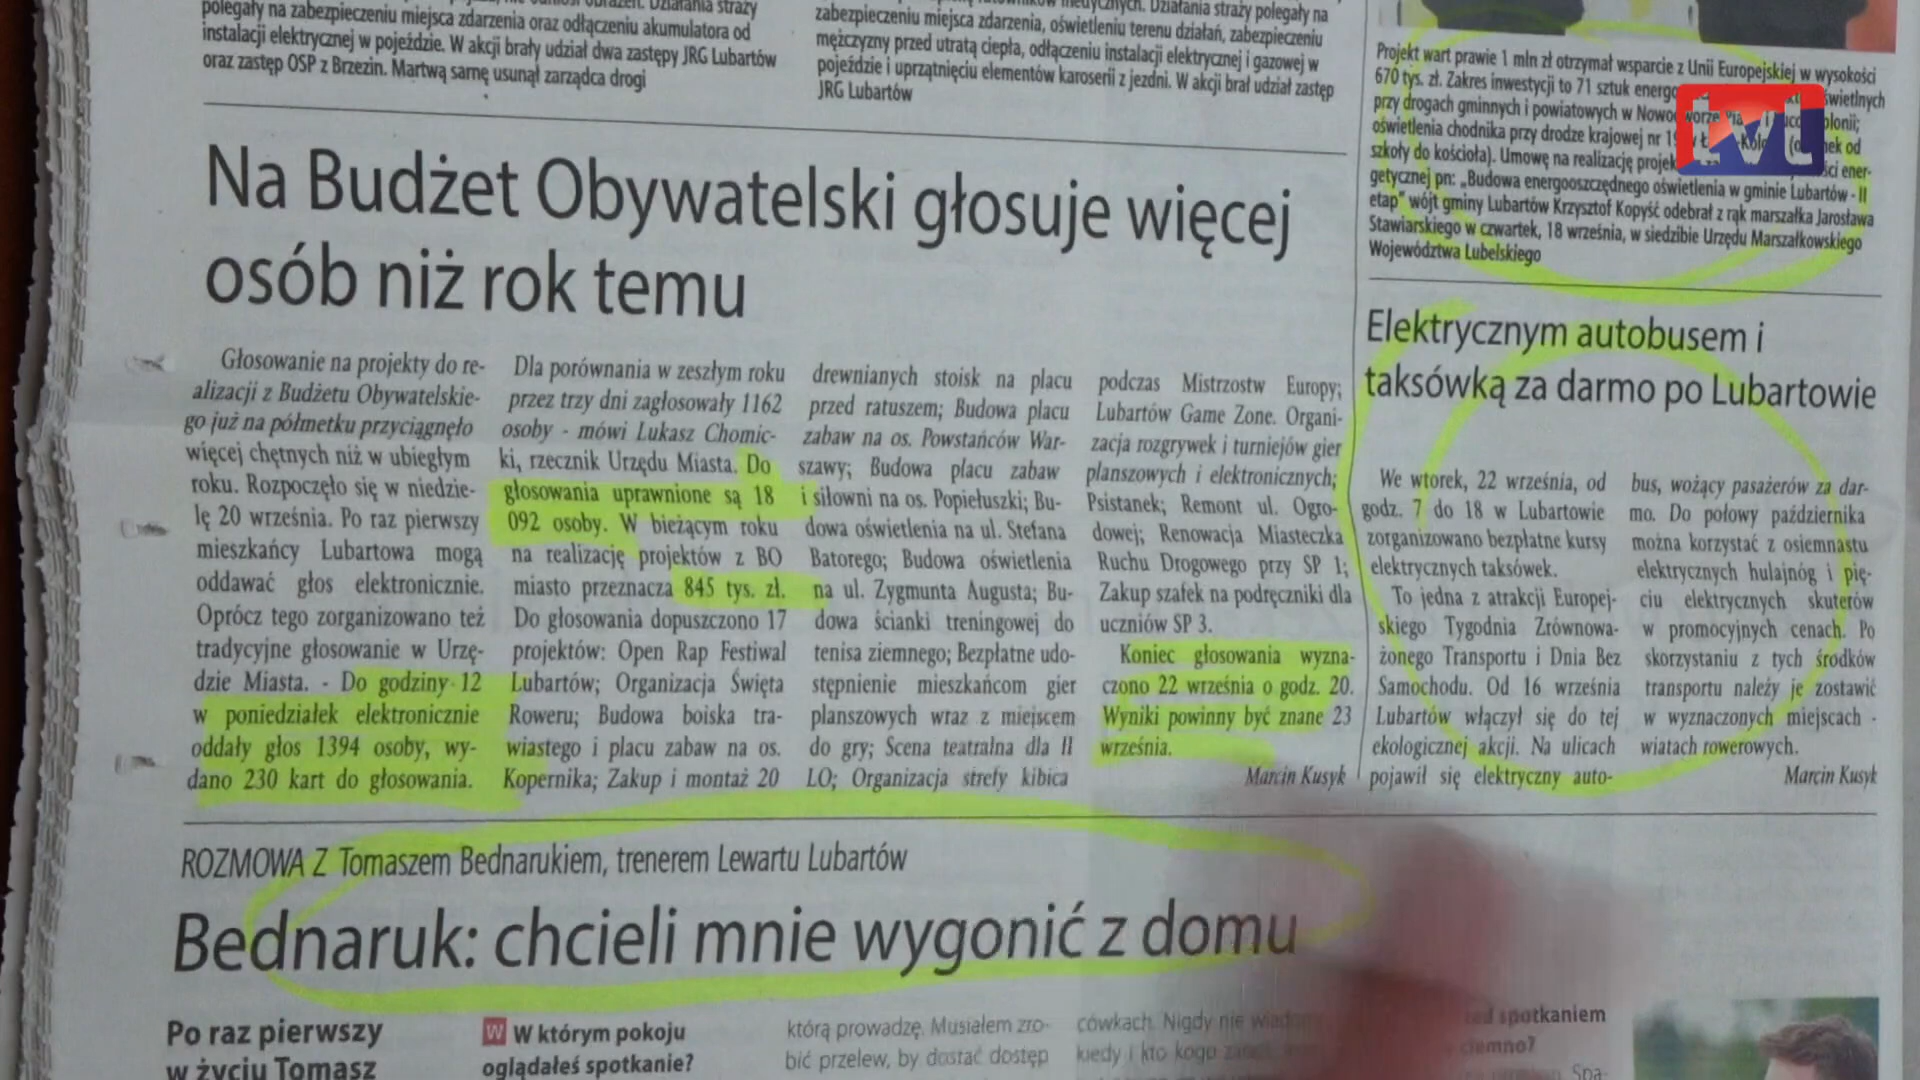 polegały na zabezpieczeniu miejsca zdarzenia oraz odłączeniu akumulatora od
instalacji elektrycznej w pojeździe. W akcji brały udział dwa zastępy JRG Lubartów
oraz zastęp OSP z Brzezin. Martwą sarnę usunął zarządca drogi
medycznych. Działania straży polegały na
zabezpieczeniu miejsca zdarzenia, oświetleniu terenu działań, zabezpieczeniu
mężczyzny przed utratą ciepła, odłączeniu instalacji elektrycznej i gazowej w
pojeździe i uprzątnięciu elementów karoserii z jezdni. W akcji brał udział zastęp
JRG Lubartów
Na Budżet Obywatelski głosuje więcej
osób niż rok temu
Głosowanie na projekty do re-
alizacji z Budżetu Obywatelskie-
go już na półmetku przyciągnęło
więcej chętnych niż w ubiegłym
roku. Rozpoczęło się w niedzie-
lę 20 września. Po raz pierwszy
mieszkańcy Lubartowa mogą
oddawać głos elektronicznie.
Oprócz tego zorganizowano też
tradycyjne głosowanie w Urzę-
dzie Miasta. - Do godziny 12
w poniedziałek elektronicznie
oddały głos 1394 osoby, wy-
dano 230 kart do głosowania.
Dla porównania w zeszłym roku
przez trzy dni zagłosowały 1162
osoby - mówi Łukasz Chomic-
ki, rzecznik Urzędu Miasta. Do
głosowania uprawnione są 18
092 osoby. W bieżącym roku
na realizację projektów z BO
miasto przeznacza 845 tys. zł.
Do głosowania dopuszczono 17
projektów: Open Rap Festiwal
Lubartów; Organizacja Święta
Roweru; Budowa boiska tra-
wiastego i placu zabaw na os.
Kopernika; Zakup i montaż 20
drewnianych stoisk na placu
przed ratuszem; Budowa placu
zabaw na os. Powstańców War-
szawy; Budowa placu zabaw
i siłowni na os. Popiełuszki; Bu-
dowa oświetlenia na ul. Stefana
Batorego; Budowa oświetlenia
na ul. Zygmunta Augusta; Bu-
dowa ścianki treningowej do
tenisa ziemnego; Bezpłatne udo-
stępnienie mieszkańcom gier
planszowych wraz z miejscem
do gry; Scena teatralna dla II
LO; Organizacja strefy kibica
podczas Mistrzostw Europy;
Lubartów Game Zone. Organi-
zacja rozgrywek i turniejów gier
planszowych i elektronicznych;
Psistanek; Remont ul. Ogro-
dowej; Renowacja Miasteczka
Ruchu Drogowego przy SP 1;
Zakup szafek na podręczniki dla
uczniów SP 3.
Koniec głosowania wyzna-
czono 22 września o godz. 20.
Wyniki powinny być znane 23
września.
Marcin Kusyk
Projekt wart prawie 1 mln zł otrzymał wsparcie z Unii Europejskiej w wysokości
670 tys. zł. Zakres inwestycji to 71 sztuk
przy drogach gminnych i powiatowych w
oświetlenia chodnika przy drodze krajowej nr od
szkoły do kościoła). Umowę na realizację ener-
getycznej pn: „Budowa energooszczędnego oświetlenia w gminie Lubartów - II
etap" wójt gminy Lubartów Krzysztof Kopyść odebrał z rąk marszałka Jarosława
Stawiarskiego w czwartek, 18 września, w siedzibie Urzędu Marszałkowskiego
Województwa Lubelskiego
tvl
Elektrycznym autobusem i
taksówką za darmo po Lubartowie
We wtorek, 22 września, od
godz. 7 do 18 w Lubartowie
zorganizowano bezpłatne kursy
elektrycznych taksówek.
To jedna z atrakcji Europej-
skiego Tygodnia Zrównowa-
żonego Transportu i Dnia Bez
Samochodu. Od 16 września
Lubartów włączył się do tej
ekologicznej akcji. Na ulicach
pojawił się elektryczny auto-
bus, wożący pasażerów za dar-
mo. Do połowy października
można korzystać z osiemnastu
elektrycznych hulajnóg i pię-
ciu elektrycznych skuterów
w promocyjnych cenach. Po
skorzystaniu z tych środków
transportu należy je zostawić
w wyznaczonych miejscach -
wiatach rowerowych.
Marcin Kusyk
ROZMOWA Z Tomaszem Bednarukiem, trenerem Lewartu Lubartów
Bednaruk: chcieli mnie wygonić z domu
Po raz pierwszy
w życiu Tomasz
W W którym pokoju
oglądałeś spotkanie?
którą prowadzę. Musiałem zro-
bić przelew, by dostać dostęp
cówkach. Nigdy nie
kiedy i kto kogo
spotkaniem
ciemno?